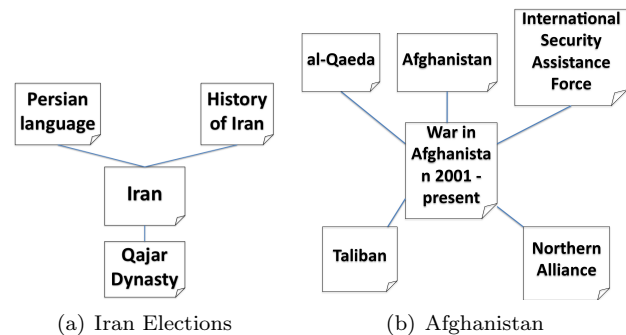 Persian
language
History
of Iran
Iran
Qajar
Dynasty
(a) Iran Elections
al-Qaeda
Afghanistan
International
Security
Assistance
Force
War in
Afghanista
n 2001 -
present
Taliban
Northern
Alliance
(b) Afghanistan